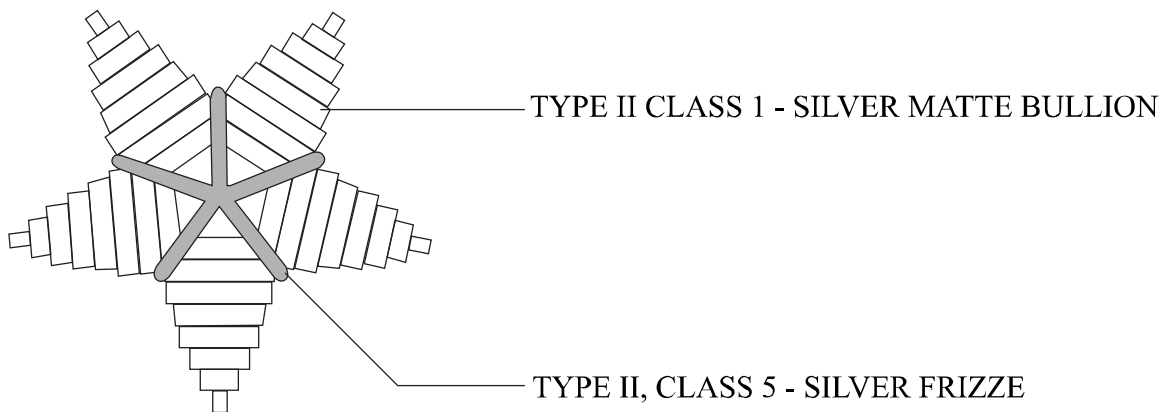 TYPE II CLASS 1 - SILVER MATTE BULLION
TYPE II, CLASS 5 - SILVER FRIZZE